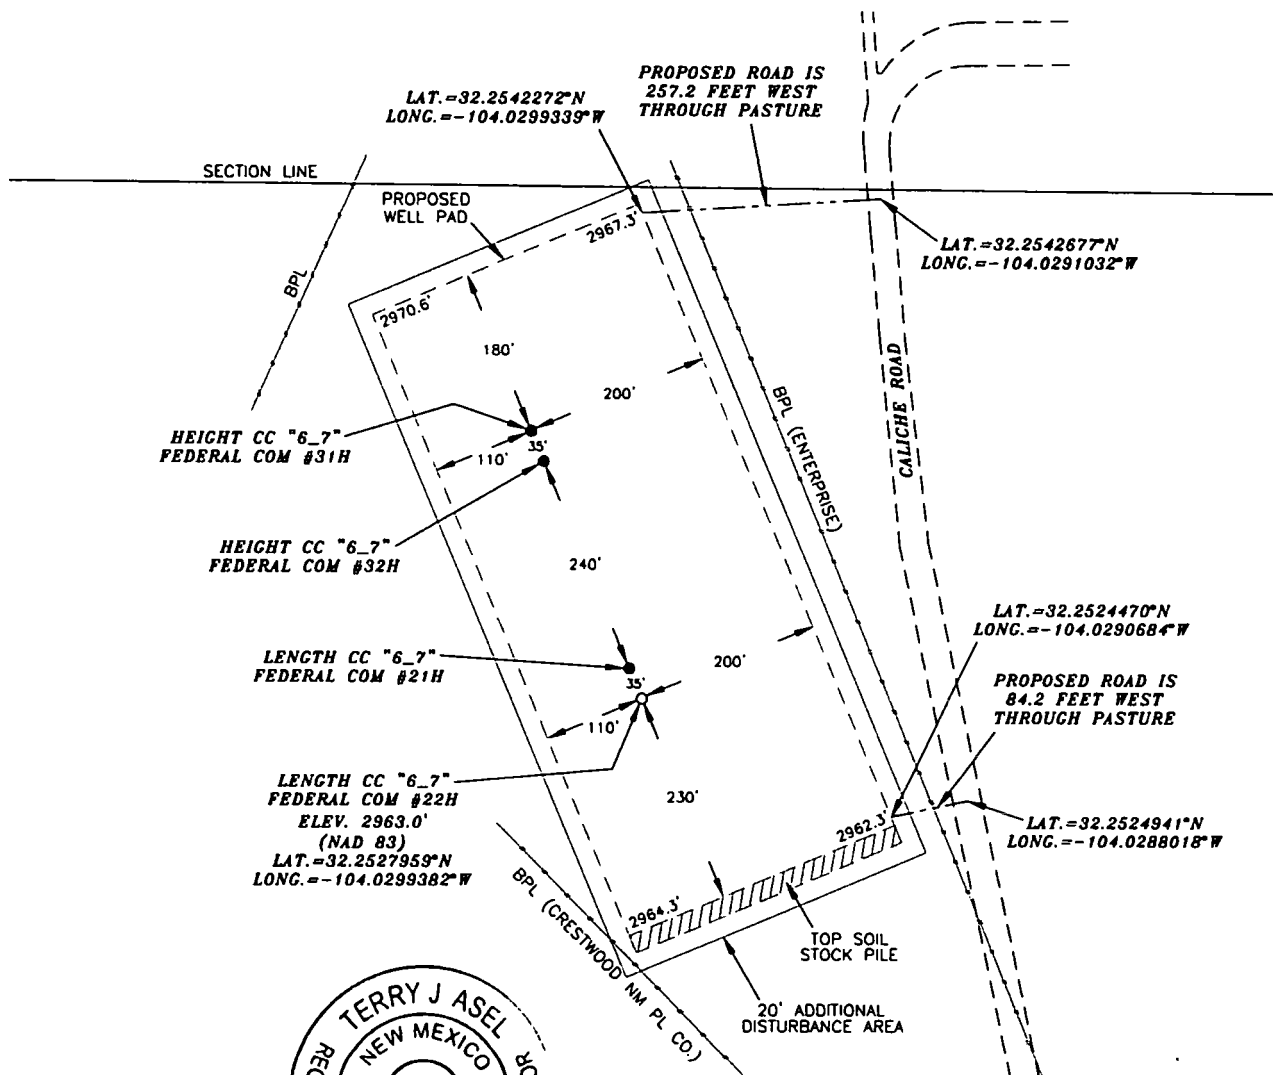 PROPOSED ROAD IS
257.2 FEET WEST
THROUGH PASTURE
LAT.=32.2542272°N
LONG.=-104.0299339°W
SECTION LINE
PROPOSED
WELL PAD
2967.3'
LAT.=32.2542677°N
LONG.=-104.0291032°W
BPL
2970.6'
180'
200'
CALICHE ROAD
BPL (ENTERPRISE)
HEIGHT CC "6_7"
FEDERAL COM #31H
35'
110'
HEIGHT CC "6_7"
FEDERAL COM #32H
240'
LAT.=32.2524470°N
LONG.=-104.0290684°W
LENGTH CC "6_7"
FEDERAL COM #21H
200'
35'
PROPOSED ROAD IS
84.2 FEET WEST
THROUGH PASTURE
110'
LENGTH CC "6_7"
FEDERAL COM #22H
ELEV. 2963.0'
(NAD 83)
LAT.=32.2527959°N
LONG.=-104.0299382°W
230'
2962.3'
LAT.=32.2524941°N
LONG.=-104.0288018°W
BPL (CRESTWOOD NM PL CO.)
2964.3'
TOP SOIL
STOCK PILE
20' ADDITIONAL
DISTURBANCE AREA
TERRY J ASEL
NEW MEXICO